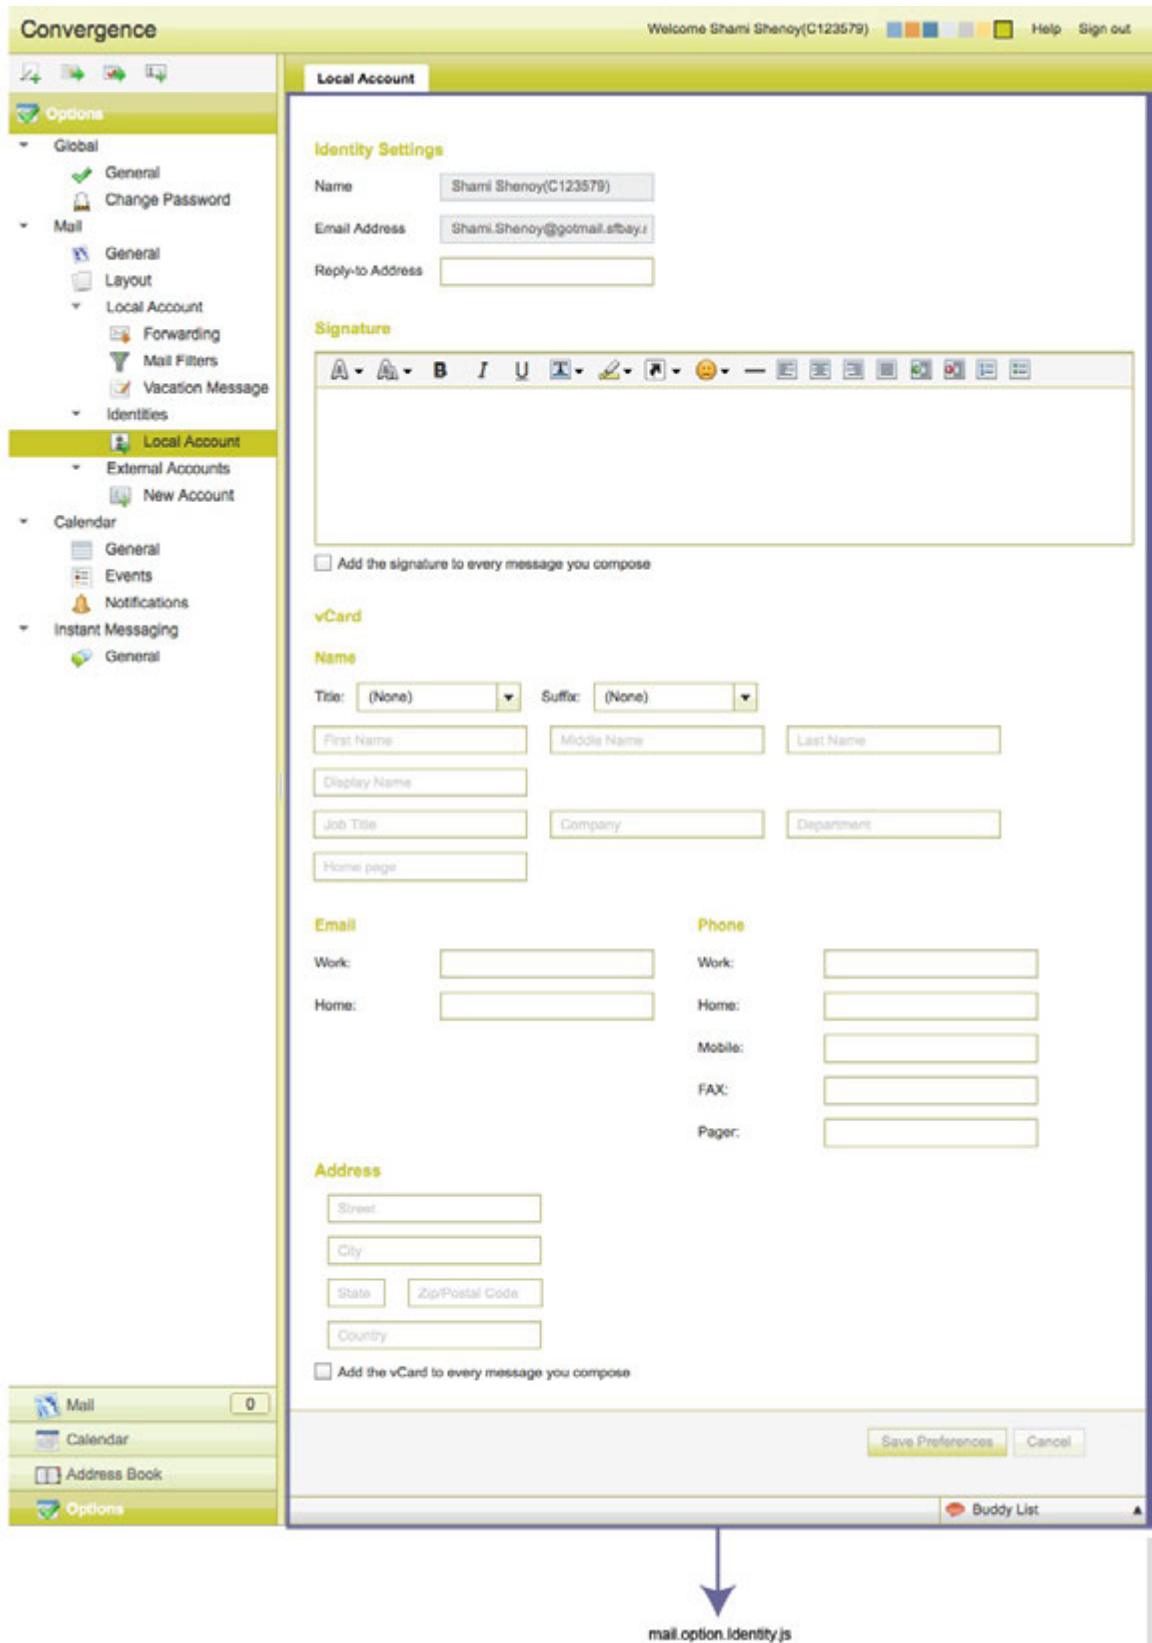 Convergence
Welcome Shami Shenoy(C123579) Help Sign out
Local Account
Options
Global
General
Change Password
Mail
General
Layout
Local Account
Forwarding
Mail Filters
Vacation Message
Identities
Local Account
External Accounts
New Account
Calendar
General
Events
Notifications
Instant Messaging
General
Mail 0
Calendar
Address Book
Options
Identity Settings
Name Shami Shenoy(C123579)
Email Address Shami.Shenoy@gotmail.sfbay.
Reply-to Address
Signature
B I U T
Add the signature to every message you compose
vCard
Name
Title: (None) Suffix: (None)
First Name Middle Name Last Name
Display Name
Job Title Company Department
Home page
Email Phone
Work: Work:
Home: Home:
Mobile:
FAX:
Pager:
Address
Street
City
State Zip/Postal Code
Country
Add the vCard to every message you compose
Save Preferences Cancel
Buddy List
mail.option.Identity.js